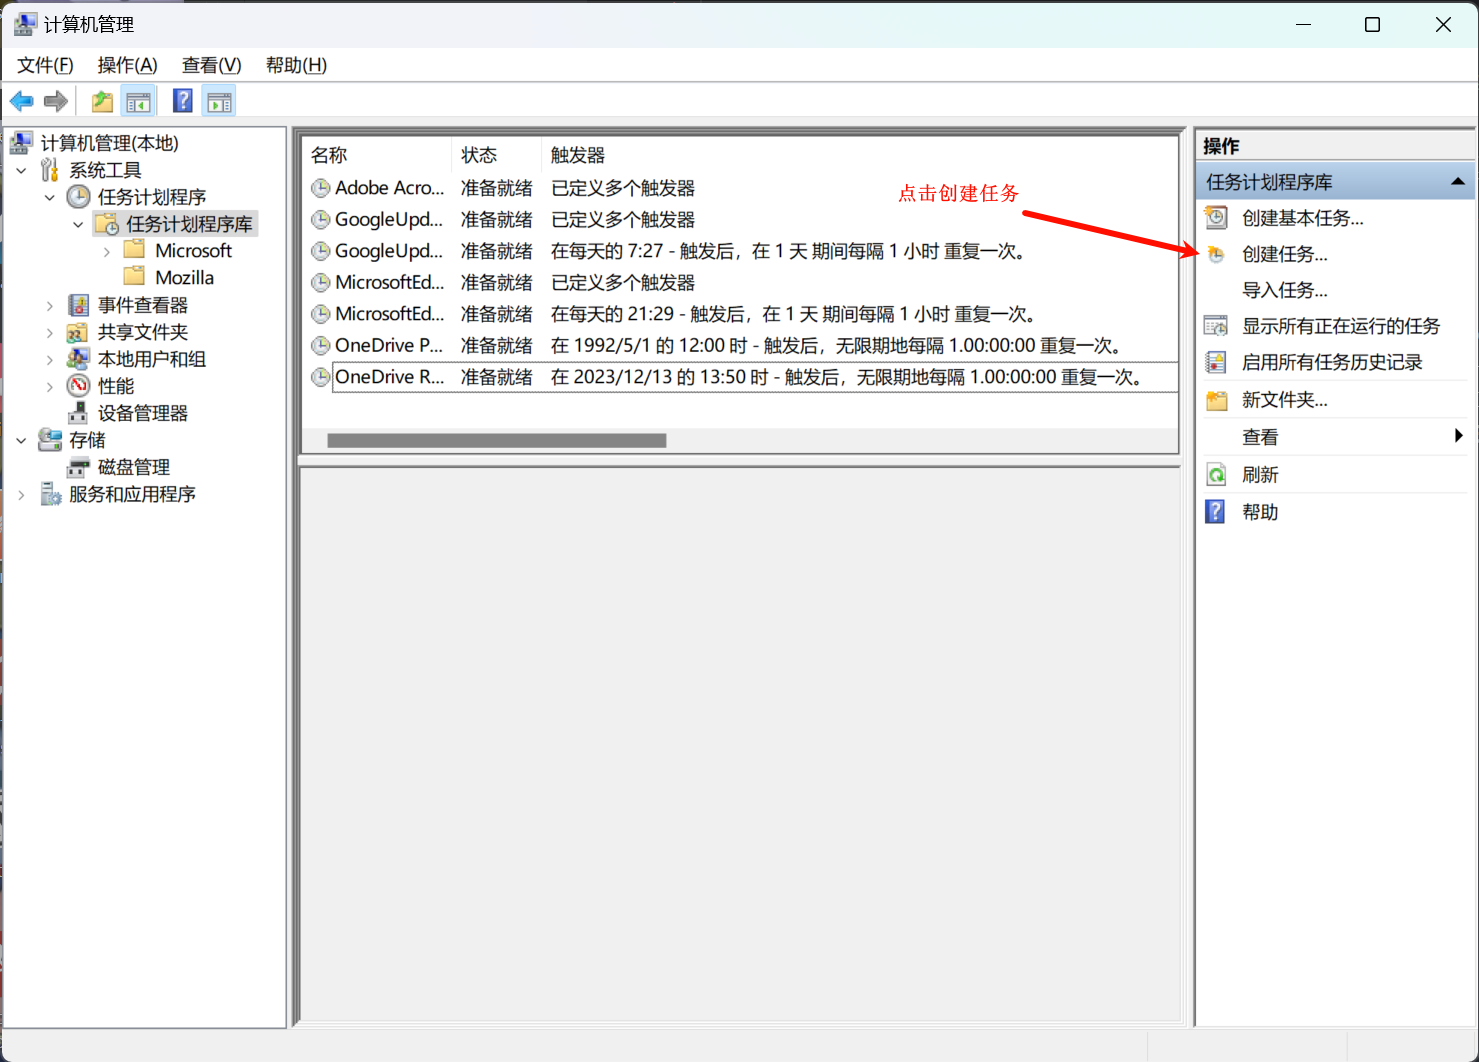 计算机管理
文件(F) 操作(A) 查看(V) 帮助(H)
计算机管理(本地)
系统工具
任务计划程序
任务计划程序库
Microsoft
Mozilla
事件查看器
共享文件夹
本地用户和组
性能
设备管理器
存储
磁盘管理
服务和应用程序
名称 状态 触发器
Adobe Acro... 准备就绪 已定义多个触发器
GoogleUpd... 准备就绪 已定义多个触发器
GoogleUpd... 准备就绪 在每天的 7:27 - 触发后，在 1 天 期间每隔 1 小时 重复一次。
MicrosoftEd... 准备就绪 已定义多个触发器
MicrosoftEd... 准备就绪 在每天的 21:29 - 触发后，在 1 天 期间每隔 1 小时 重复一次。
OneDrive P... 准备就绪 在 1992/5/1 的 12:00 时 - 触发后，无限期地每隔 1.00:00:00 重复一次。
OneDrive R... 准备就绪 在 2023/12/13 的 13:50 时 - 触发后，无限期地每隔 1.00:00:00 重复一次。
点击创建任务
操作
任务计划程序库
创建基本任务...
创建任务...
导入任务...
显示所有正在运行的任务
启用所有任务历史记录
新文件夹...
查看
刷新
帮助